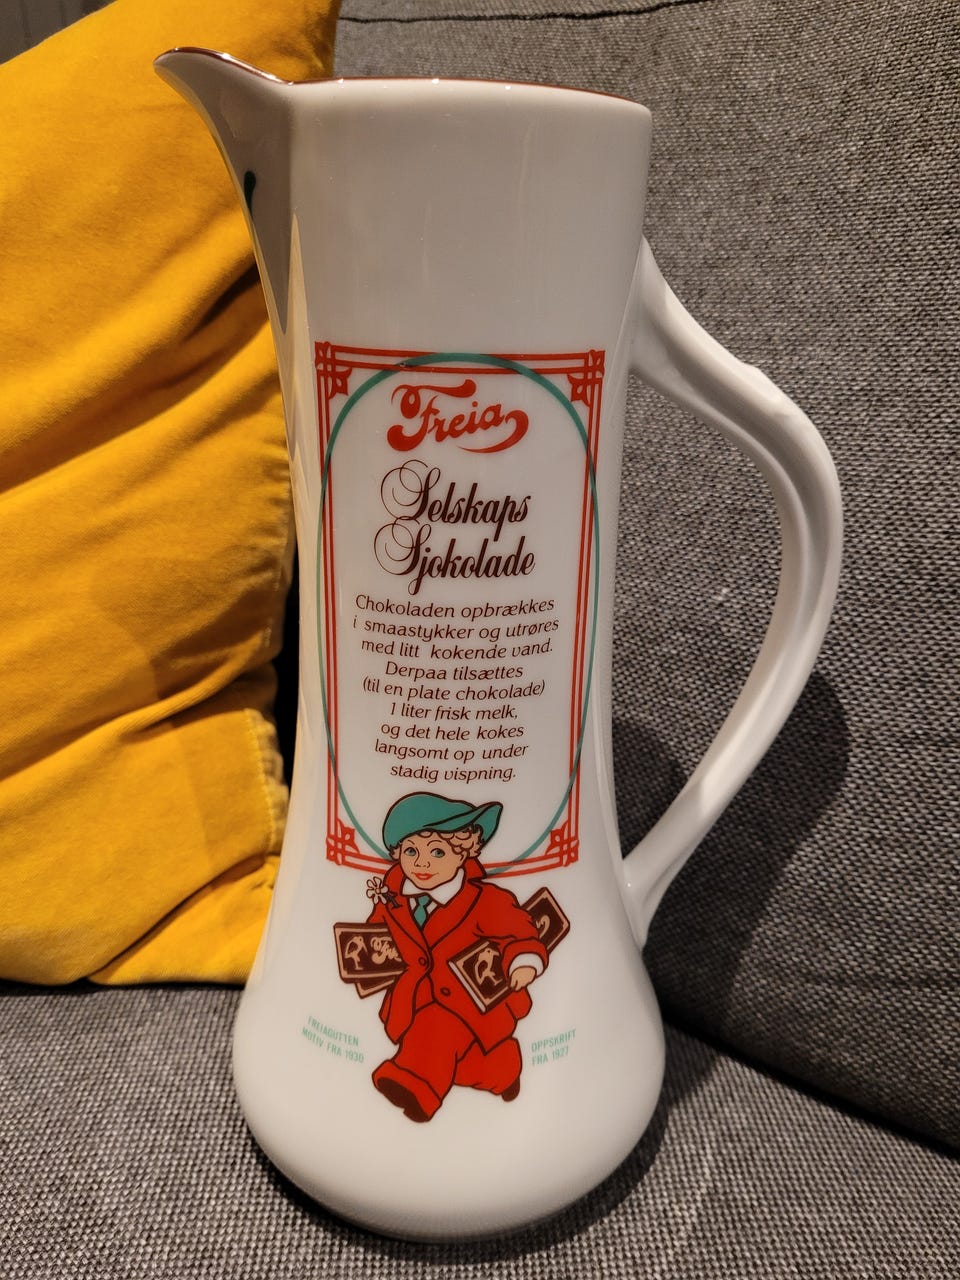 Freia
Selskaps
Sjokolade
Chokoladen opbrækkes
i smaastykker og utrøres
med litt kokende vand.
Derpaa tilsættes
(til en plate chokolade)
1 liter frisk melk,
og det hele kokes
langsomt op under
stadig vispning.
Fr
FREIAGUTTEN
MOTIV FRA 1930
OPPSKRIFT
FRA 1927